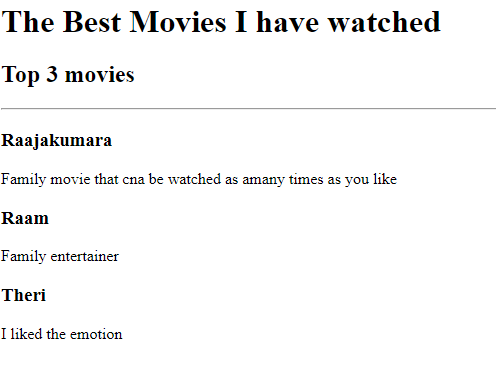 The Best Movies I have watched
Top 3 movies
Raajakumara
Family movie that cna be watched as amany times as you like
Raam
Family entertainer
Theri
I liked the emotion